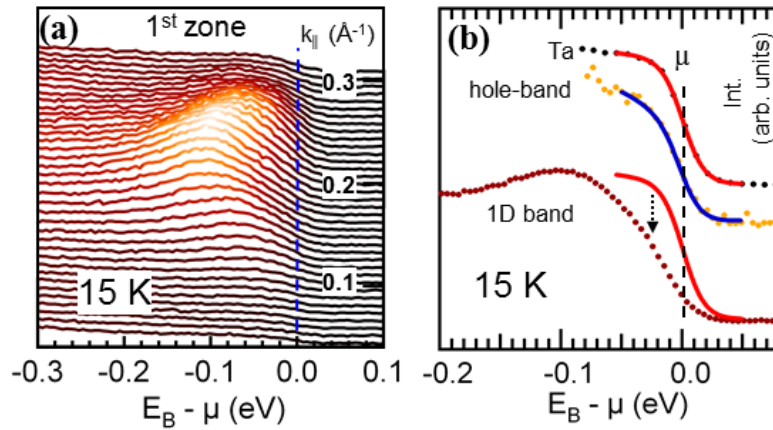 (a) 1st zone k|| (Å-1)
0.3
0.2
0.1
15 K
-0.3 -0.2 -0.1 0.0 0.1
EB - μ (eV)
(b)
Ta
μ
hole-band
Int.
(arb. units)
1D band
15 K
-0.2 -0.1 0.0
EB - μ (eV)